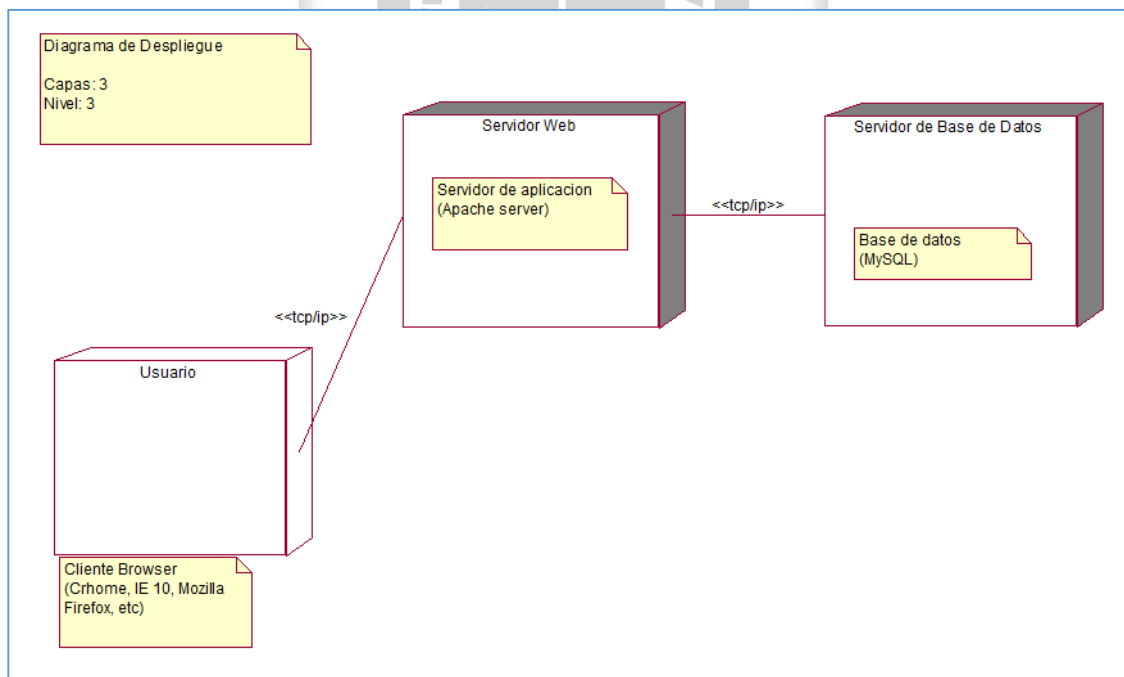 Diagrama de Despliegue
Capas: 3
Nivel: 3
Servidor Web
Servidor de aplicacion
(Apache server)
<<tcp/ip>>
Servidor de Base de Datos
Base de datos
(MySQL)
<<tcp/ip>>
Usuario
Cliente Browser
(Crhome, IE 10, Mozilla
Firefox, etc)